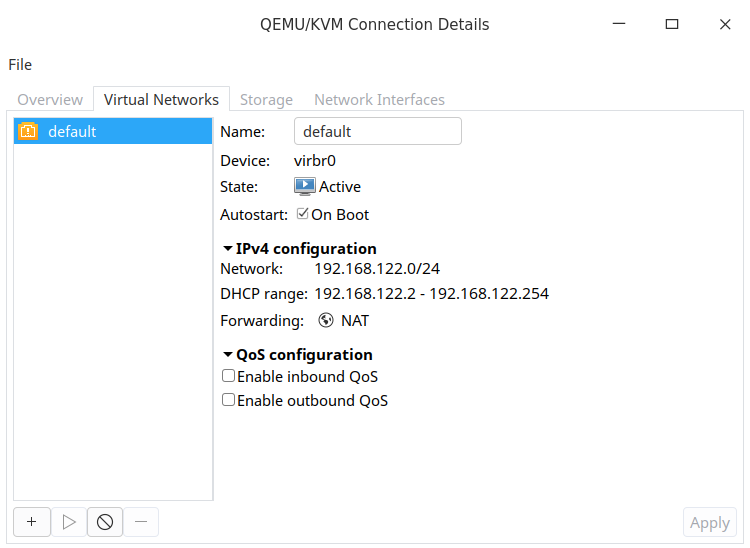 QEMU/KVM Connection Details
File
Overview Virtual Networks Storage Network Interfaces
default
Name: default
Device: virbr0
State: Active
Autostart: On Boot
IPv4 configuration
Network: 192.168.122.0/24
DHCP range: 192.168.122.2 - 192.168.122.254
Forwarding: NAT
QoS configuration
Enable inbound QoS
Enable outbound QoS
Apply